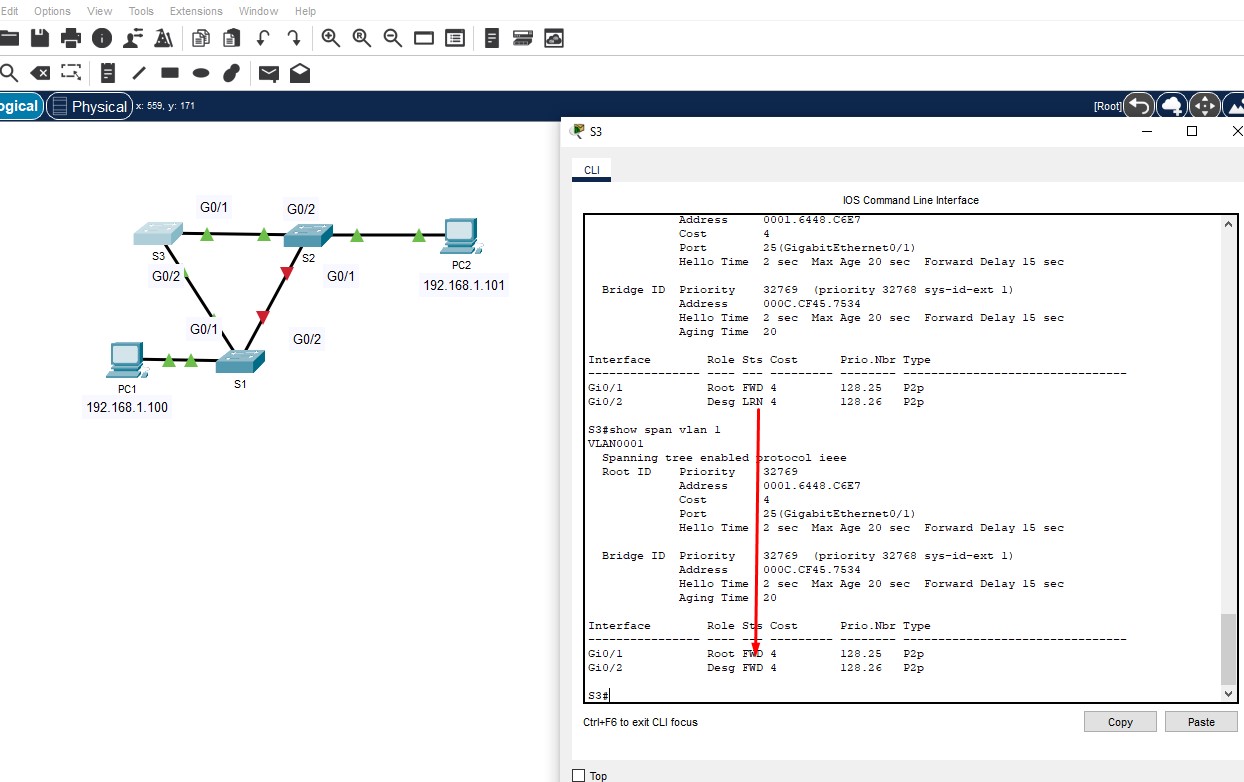 Edit Options View Tools Extensions Window Help
ogical
Physical x: 559, y: 171
[Root]
G0/1
G0/2
S3
S2
G0/2
G0/1
PC2
192.168.1.101
G0/1
G0/2
S1
PC1
192.168.1.100
S3
CLI
IOS Command Line Interface
Address 0001.6448.C6E7
Cost 4
Port 25(GigabitEthernet0/1)
Hello Time 2 sec Max Age 20 sec Forward Delay 15 sec
Bridge ID Priority 32769 (priority 32768 sys-id-ext 1)
Address 000C.CF45.7534
Hello Time 2 sec Max Age 20 sec Forward Delay 15 sec
Aging Time 20
Interface Role Sts Cost Prio.Nbr Type
---------------- ---- --- --------- -------- --------------------------------
Gi0/1 Root FWD 4 128.25 P2p
Gi0/2 Desg LRN 4 128.26 P2p
S3#show span vlan 1
VLAN0001
Spanning tree enabled protocol ieee
Root ID Priority 32769
Address 0001.6448.C6E7
Cost 4
Port 25(GigabitEthernet0/1)
Hello Time 2 sec Max Age 20 sec Forward Delay 15 sec
Bridge ID Priority 32769 (priority 32768 sys-id-ext 1)
Address 000C.CF45.7534
Hello Time 2 sec Max Age 20 sec Forward Delay 15 sec
Aging Time 20
Interface Role Sts Cost Prio.Nbr Type
---------------- ---- --- --------- -------- --------------------------------
Gi0/1 Root FWD 4 128.25 P2p
Gi0/2 Desg FWD 4 128.26 P2p
S3#
Ctrl+F6 to exit CLI focus
Copy
Paste
Top